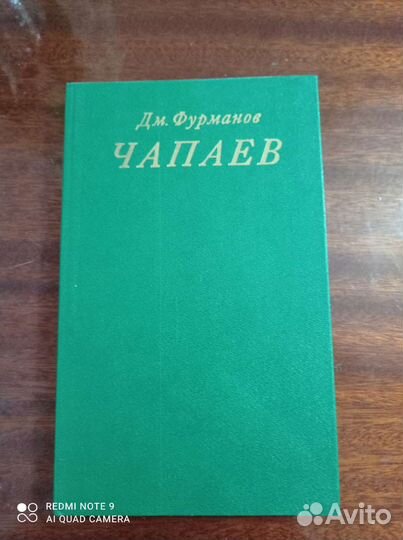 Дм. Фурманов
ЧАПАЕВ
REDMI NOTE 9
AI QUAD CAMERA
Avito